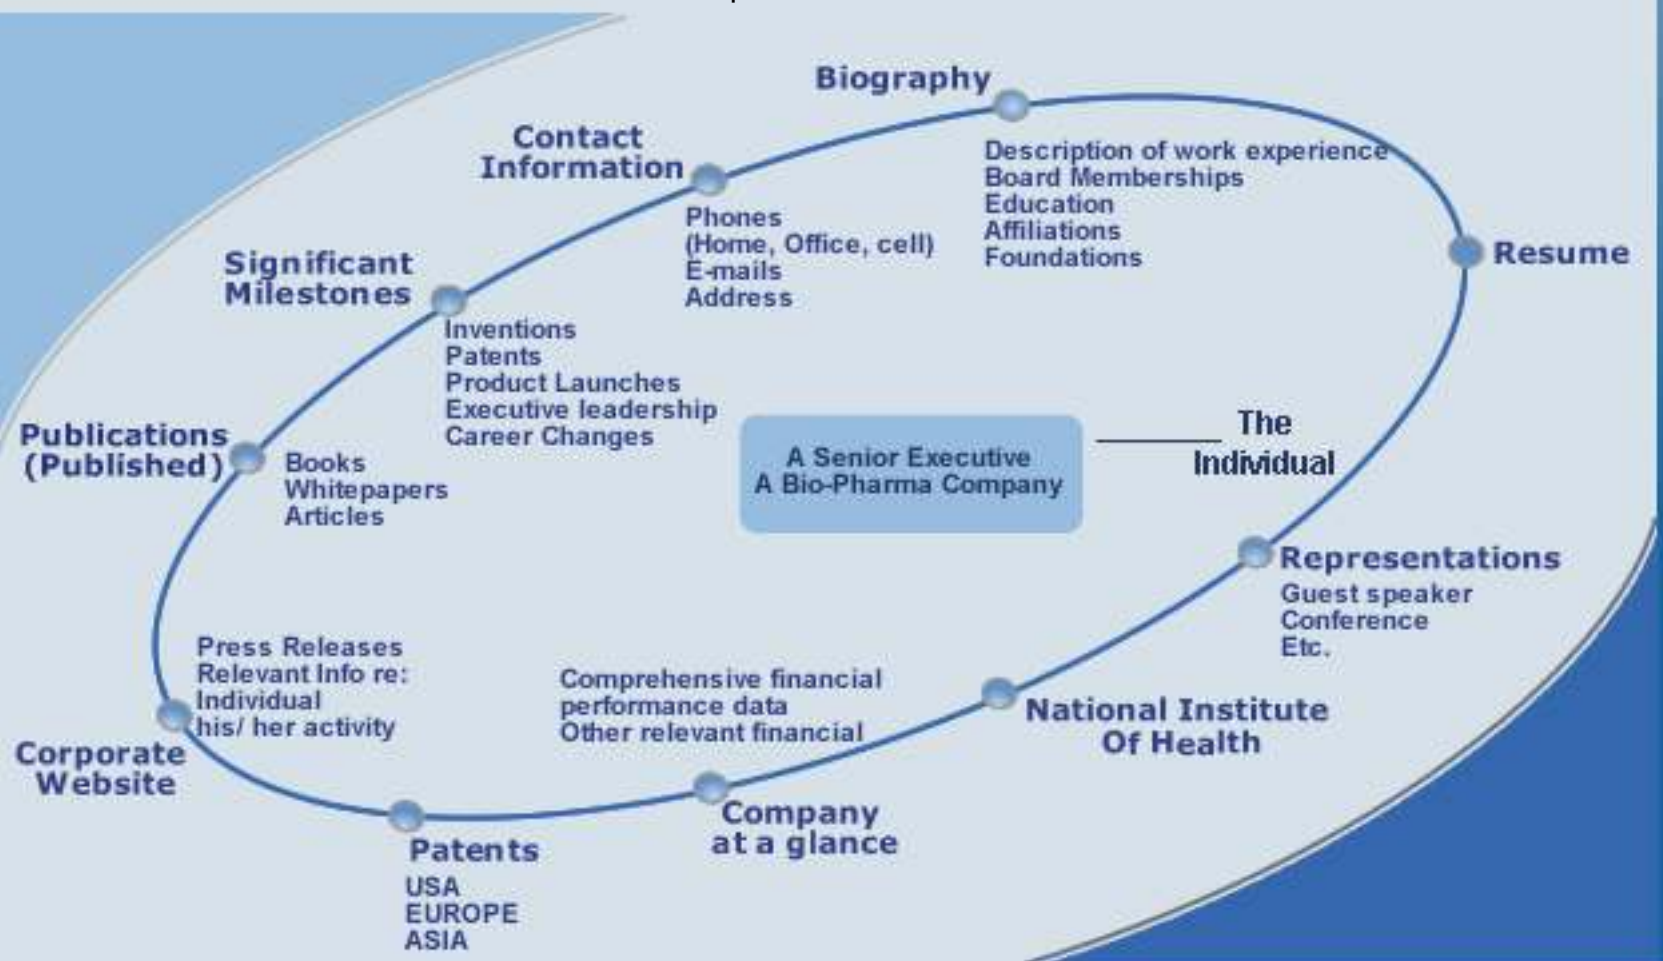 Biography
Description of work experience
Board Memberships
Education
Affiliations
Foundations
Contact
Information
Phones
(Home, Office, cell)
E-mails
Address
Resume
Significant
Milestones
Inventions
Patents
Product Launches
Executive leadership
Career Changes
The
Individual
A Senior Executive
A Bio-Pharma Company
Publications
(Published)
Books
Whitepapers
Articles
Representations
Guest speaker
Conference
Etc.
Press Releases
Relevant Info re:
Individual
his/ her activity
Corporate
Website
Comprehensive financial
performance data
Other relevant financial
National Institute
Of Health
Company
at a glance
Patents
USA
EUROPE
ASIA